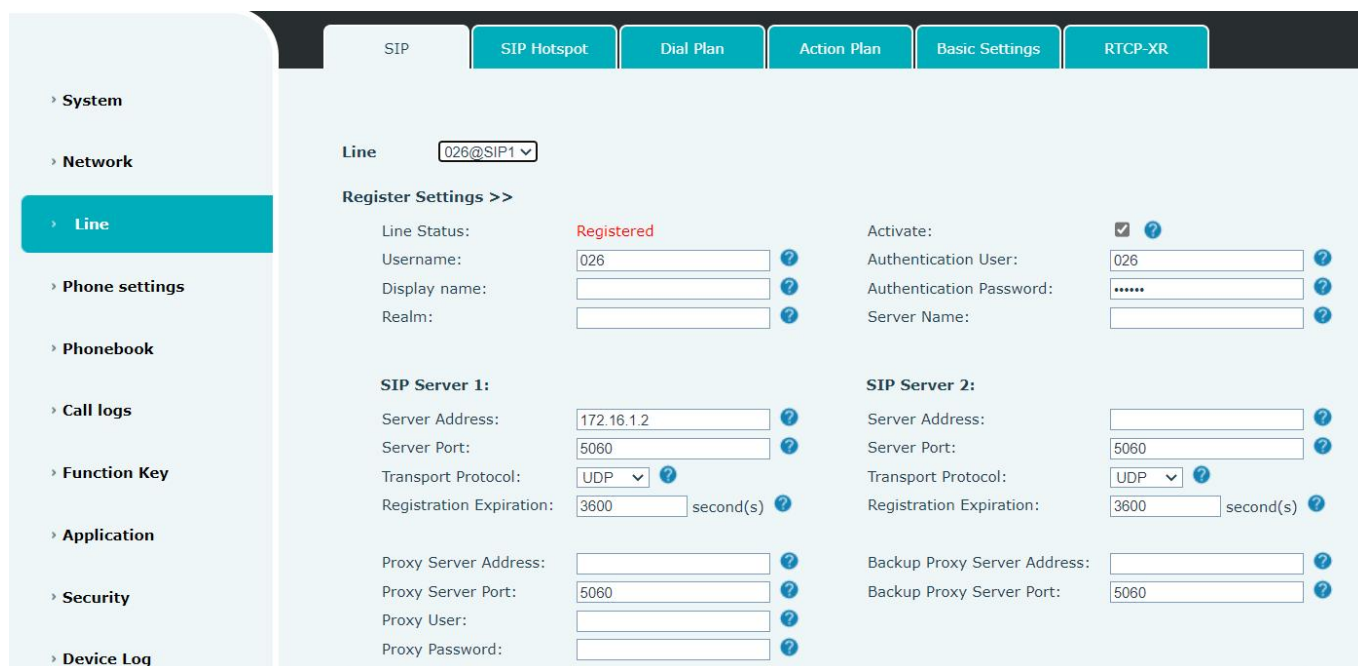 SIP SIP Hotspot Dial Plan Action Plan Basic Settings RTCP-XR
› System
› Network
› Line
› Phone settings
› Phonebook
› Call logs
› Function Key
› Application
› Security
› Device Log
Line 026@SIP1
Register Settings >>
Line Status: Registered Activate: ?
Username: 026 ? Authentication User: 026 ?
Display name: ? Authentication Password: •••••• ?
Realm: ? Server Name: ?
SIP Server 1: SIP Server 2:
Server Address: 172.16.1.2 ? Server Address: ?
Server Port: 5060 ? Server Port: 5060 ?
Transport Protocol: UDP ? Transport Protocol: UDP ?
Registration Expiration: 3600 second(s) ? Registration Expiration: 3600 second(s) ?
Proxy Server Address: ? Backup Proxy Server Address: ?
Proxy Server Port: 5060 ? Backup Proxy Server Port: 5060 ?
Proxy User: ?
Proxy Password: ?